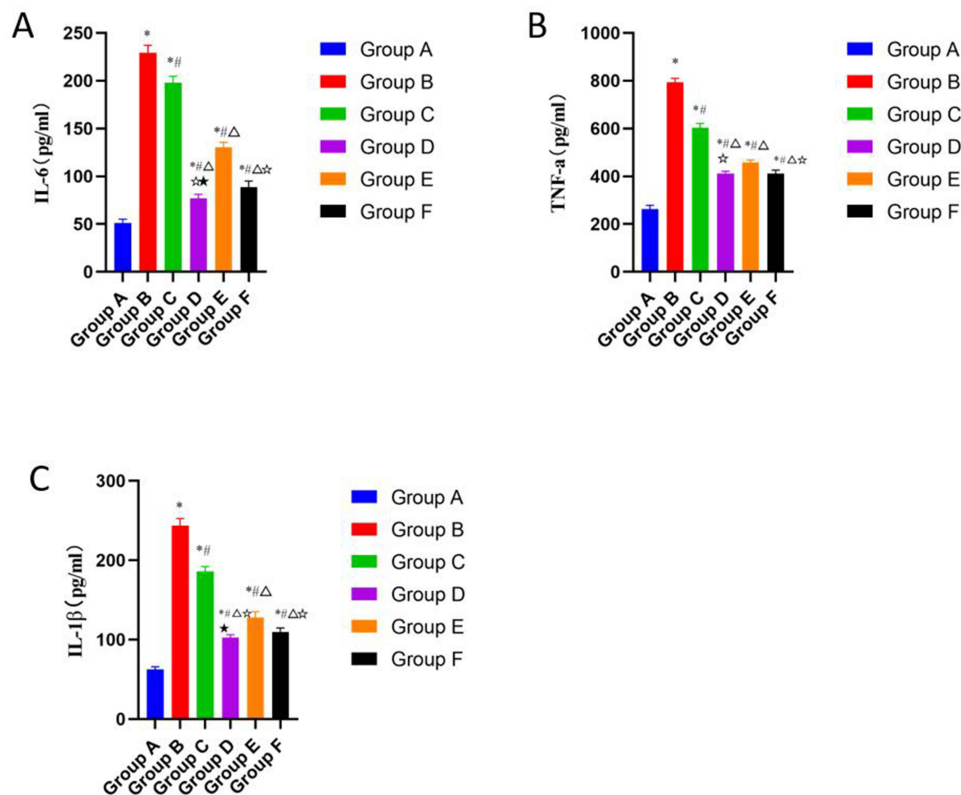 A
250
200
150
100
50
0
IL-6 (pg/ml)
*
*#
*#△
☆★
*#△
*#△☆
Group A
Group B
Group C
Group D
Group E
Group F
Group A
Group B
Group C
Group D
Group E
Group F
B
1000
800
600
400
200
0
TNF-a (pg/ml)
*
*#
*#△
☆
*#△
*#△☆
Group A
Group B
Group C
Group D
Group E
Group F
Group A
Group B
Group C
Group D
Group E
Group F
C
300
200
100
0
IL-1β (pg/ml)
*
*#
*#△☆
★
*#△
*#△☆
Group A
Group B
Group C
Group D
Group E
Group F
Group A
Group B
Group C
Group D
Group E
Group F